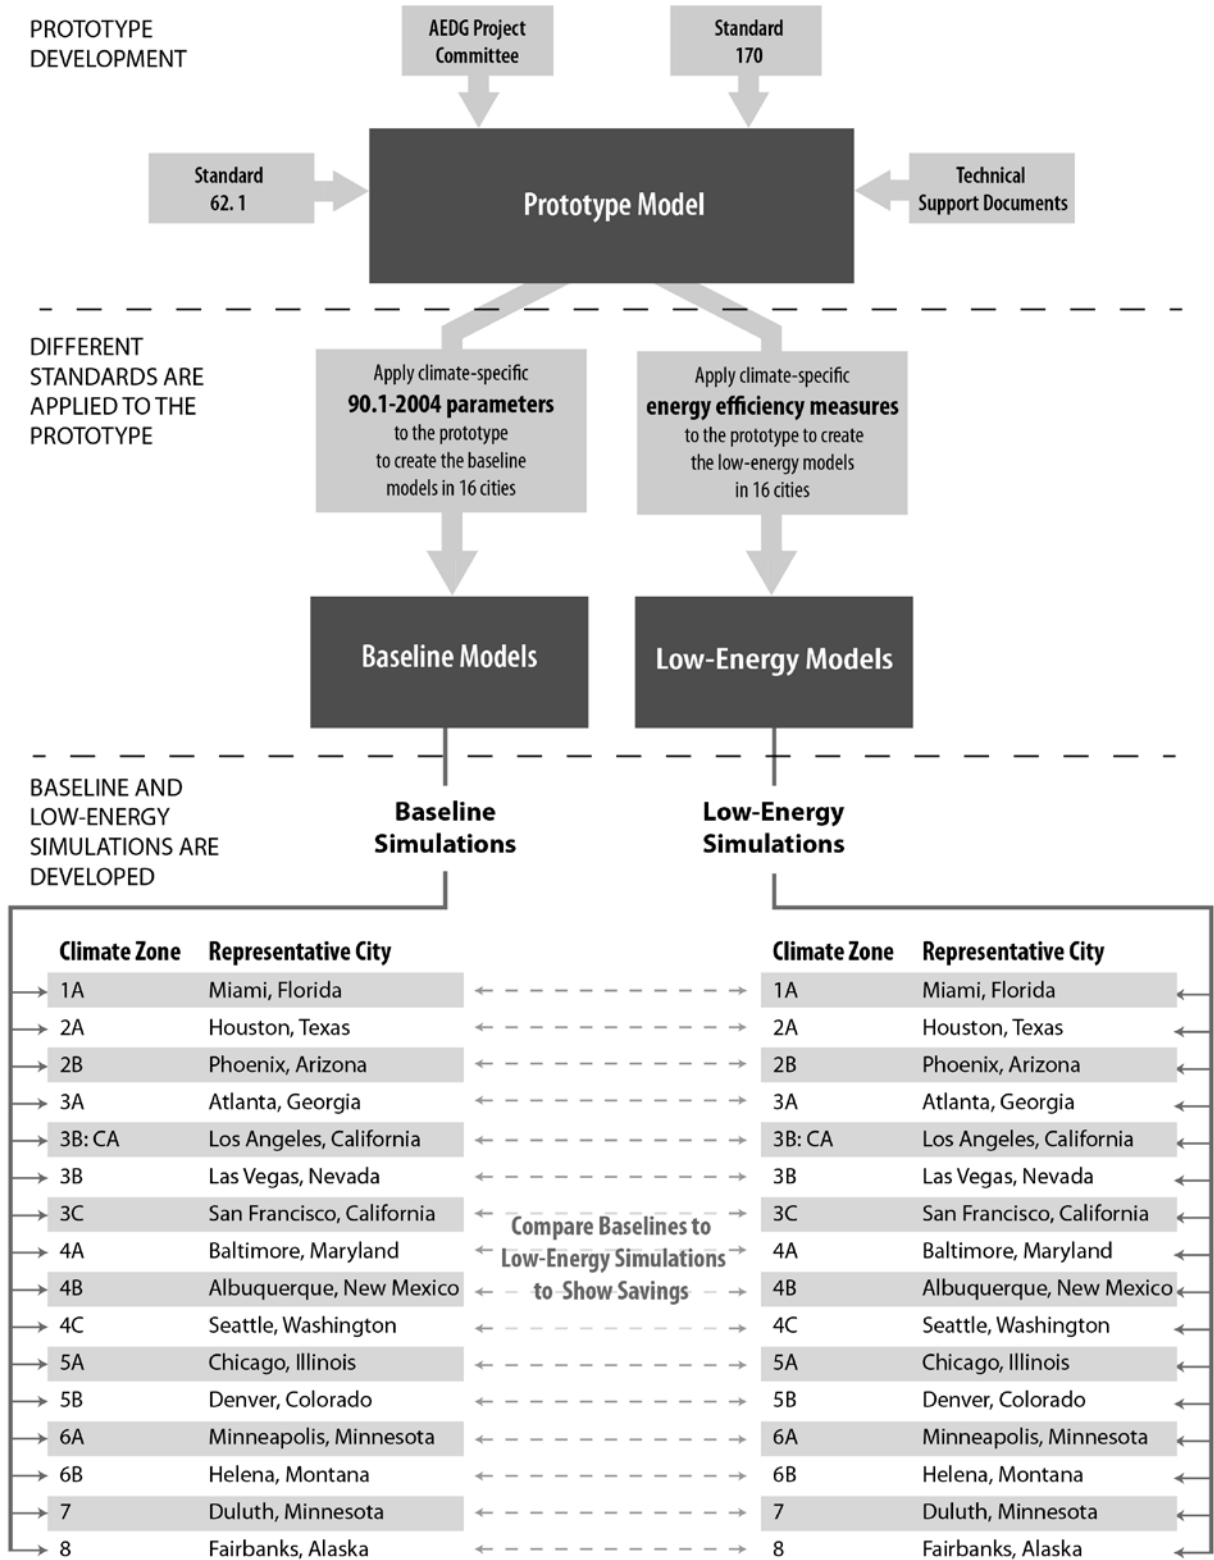 PROTOTYPE
DEVELOPMENT
AEDG Project
Committee
Standard
170
Standard
62. 1
Prototype Model
Technical
Support Documents
DIFFERENT
STANDARDS ARE
APPLIED TO THE
PROTOTYPE
Apply climate-specific
90.1-2004 parameters
to the prototype
to create the baseline
models in 16 cities
Apply climate-specific
energy efficiency measures
to the prototype to create
the low-energy models
in 16 cities
Baseline Models
Low-Energy Models
BASELINE AND
LOW-ENERGY
SIMULATIONS ARE
DEVELOPED
Baseline
Simulations
Low-Energy
Simulations
Climate Zone Representative City
1A Miami, Florida
2A Houston, Texas
2B Phoenix, Arizona
3A Atlanta, Georgia
3B: CA Los Angeles, California
3B Las Vegas, Nevada
3C San Francisco, California
4A Baltimore, Maryland
4B Albuquerque, New Mexico
4C Seattle, Washington
5A Chicago, Illinois
5B Denver, Colorado
6A Minneapolis, Minnesota
6B Helena, Montana
7 Duluth, Minnesota
8 Fairbanks, Alaska
Compare Baselines to
Low-Energy Simulations
to Show Savings
Climate Zone Representative City
1A Miami, Florida
2A Houston, Texas
2B Phoenix, Arizona
3A Atlanta, Georgia
3B: CA Los Angeles, California
3B Las Vegas, Nevada
3C San Francisco, California
4A Baltimore, Maryland
4B Albuquerque, New Mexico
4C Seattle, Washington
5A Chicago, Illinois
5B Denver, Colorado
6A Minneapolis, Minnesota
6B Helena, Montana
7 Duluth, Minnesota
8 Fairbanks, Alaska